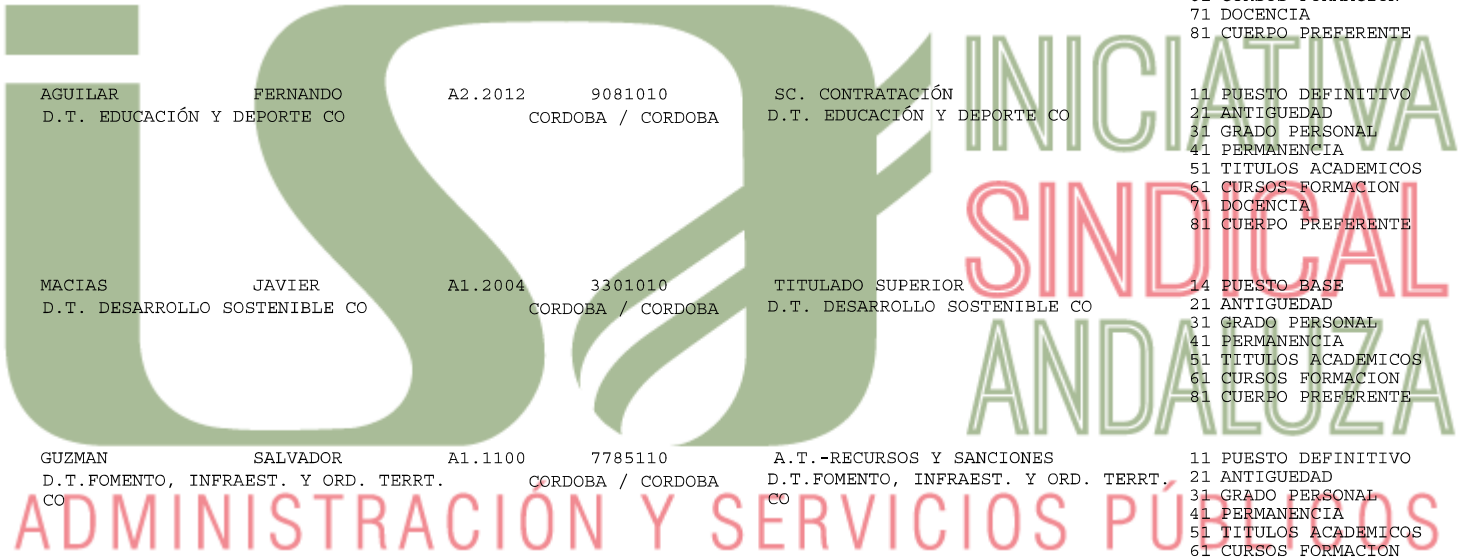 61 CURSOS FORMACION
71 DOCENCIA
81 CUERPO PREFERENTE
AGUILAR FERNANDO A2.2012 9081010 SC. CONTRATACIÓN 11 PUESTO DEFINITIVO
D.T. EDUCACIÓN Y DEPORTE CO CORDOBA / CORDOBA D.T. EDUCACIÓN Y DEPORTE CO 21 ANTIGUEDAD
31 GRADO PERSONAL
41 PERMANENCIA
51 TITULOS ACADEMICOS
61 CURSOS FORMACION
71 DOCENCIA
81 CUERPO PREFERENTE
MACIAS JAVIER A1.2004 3301010 TITULADO SUPERIOR 14 PUESTO BASE
D.T. DESARROLLO SOSTENIBLE CO CORDOBA / CORDOBA D.T. DESARROLLO SOSTENIBLE CO 21 ANTIGUEDAD
31 GRADO PERSONAL
41 PERMANENCIA
51 TITULOS ACADEMICOS
61 CURSOS FORMACION
81 CUERPO PREFERENTE
GUZMAN SALVADOR A1.1100 7785110 A.T.-RECURSOS Y SANCIONES 11 PUESTO DEFINITIVO
D.T.FOMENTO, INFRAEST. Y ORD. TERRT. CORDOBA / CORDOBA D.T.FOMENTO, INFRAEST. Y ORD. TERRT. 21 ANTIGUEDAD
CO CO 31 GRADO PERSONAL
41 PERMANENCIA
51 TITULOS ACADEMICOS
61 CURSOS FORMACION
isa
INICIATIVA
SINDICAL
ANDALUZA
ADMINISTRACIÓN Y SERVICIOS PÚBLICOS